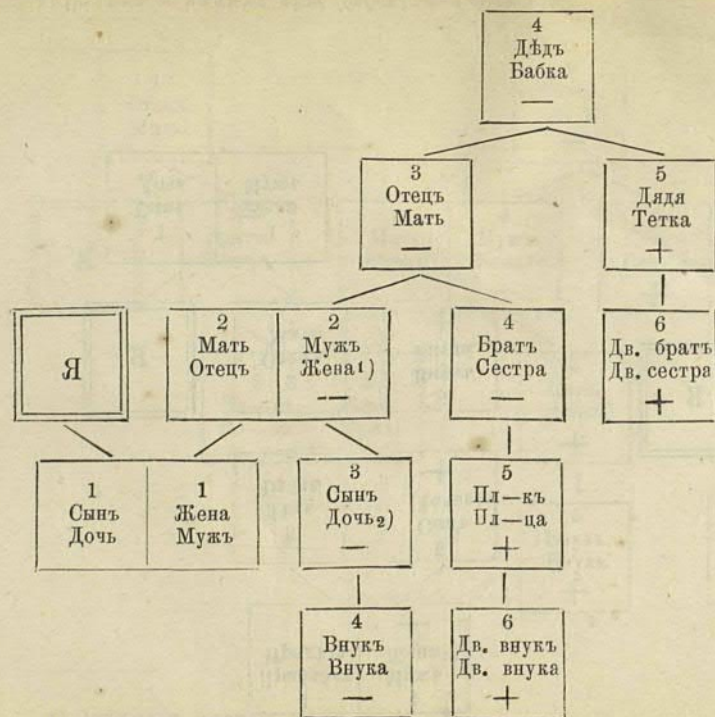 4
Дѣдъ
Бабка
—
3
Отецъ
Мать
—
5
Дядя
Тетка
+
Я
2
Мать
Отецъ
2
Мужъ
Жена¹)
—
4
Братъ
Сестра
—
6
Дв. братъ
Дв. сестра
+
1
Сынъ
Дочь
1
Жена
Мужъ
3
Сынъ
Дочь₂)
—
5
Пл—къ
Пл—ца
+
4
Внукъ
Внука
—
6
Дв. внукъ
Дв. внука
+